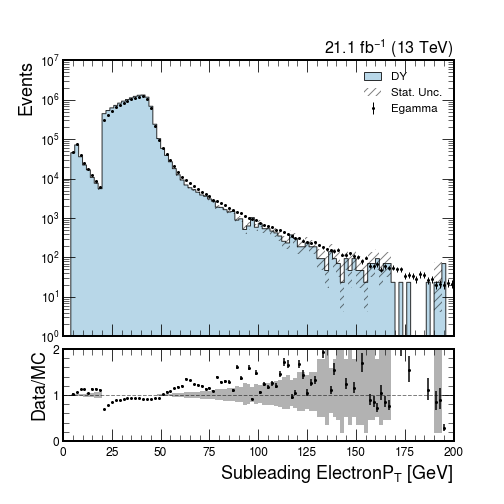 21.1 fb⁻¹ (13 TeV)
Events
10⁷
10⁶
10⁵
10⁴
10³
10²
10¹
10⁰
DY
Stat. Unc.
Egamma
Data/MC
2
1
0
0 25 50 75 100 125 150 175 200
Subleading ElectronP_T [GeV]